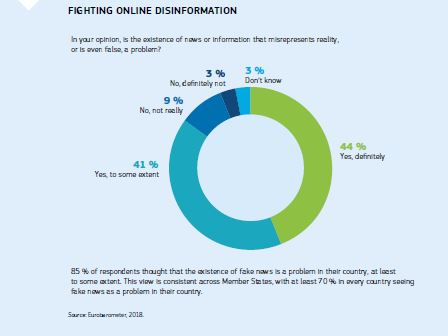 FIGHTING ONLINE DISINFORMATION
In your opinion, is the existence of news or information that misrepresents reality,
or is even false, a problem?
3 %
No, definitely not
3 %
Don't know
9 %
No, not really
44 %
Yes, definitely
41 %
Yes, to some extent
85 % of respondents thought that the existence of fake news is a problem in their country, at least
to some extent. This view is consistent across Member States, with at least 70 % in every country seeing
fake news as a problem in their country.
Source: Eurobarometer, 2018.